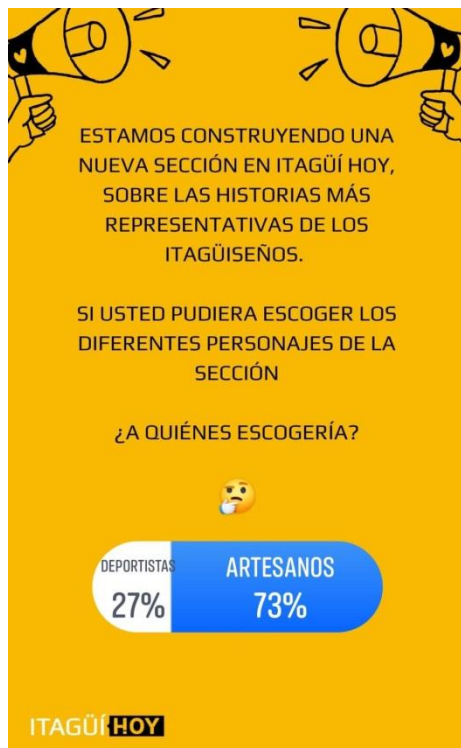 ESTAMOS CONSTRUYENDO UNA
NUEVA SECCIÓN EN ITAGÜÍ HOY,
SOBRE LAS HISTORIAS MÁS
REPRESENTATIVAS DE LOS
ITAGÜISEÑOS.
SI USTED PUDIERA ESCOGER LOS
DIFERENTES PERSONAJES DE LA
SECCIÓN
¿A QUIÉNES ESCOGERÍA?
DEPORTISTAS ARTESANOS
27% 73%
ITAGÜÍ HOY